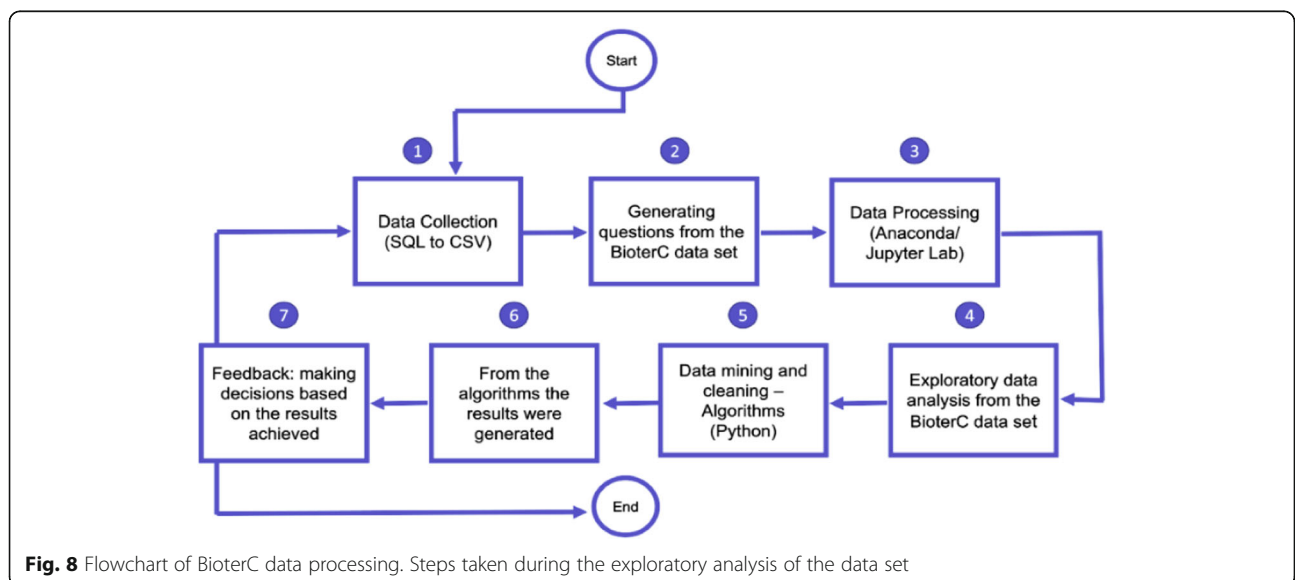 Start
1
Data Collection
(SQL to CSV)
2
Generating
questions from the
BioterC data set
3
Data Processing
(Anaconda/
Jupyter Lab)
4
Exploratory data
analysis from the
BioterC data set
5
Data mining and
cleaning –
Algorithms
(Python)
6
From the
algorithms the
results were
generated
7
Feedback: making
decisions based
on the results
achieved
End
Fig. 8 Flowchart of BioterC data processing. Steps taken during the exploratory analysis of the data set